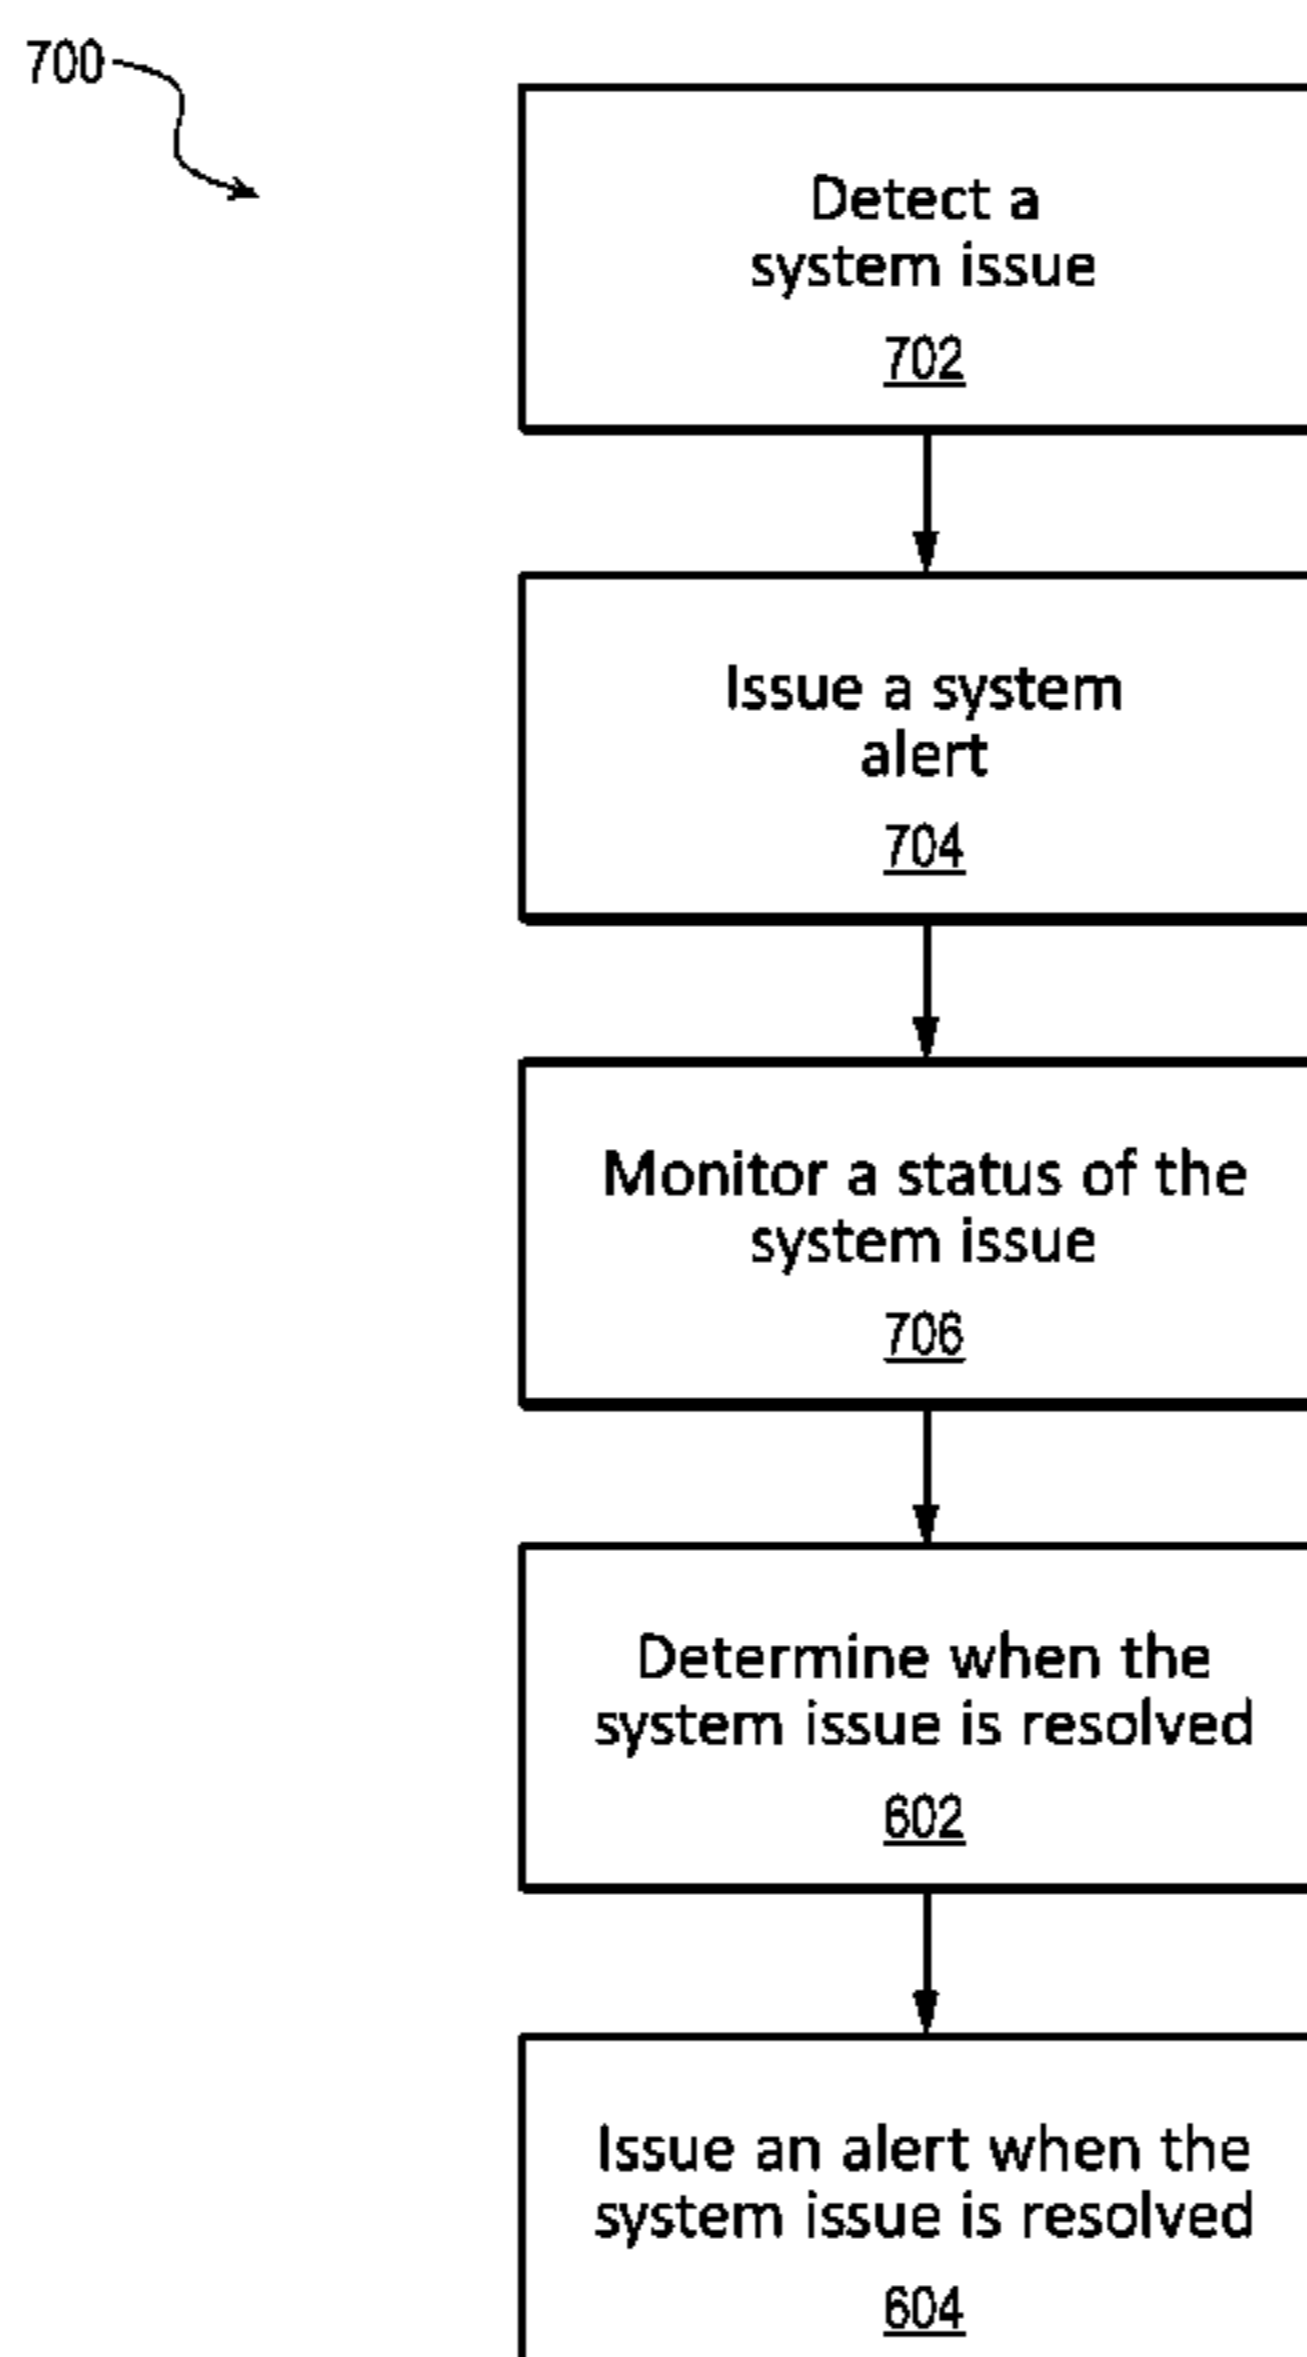 700
Detect a
system issue
702
Issue a system
alert
704
Monitor a status of the
system issue
706
Determine when the
system issue is resolved
602
Issue an alert when the
system issue is resolved
604